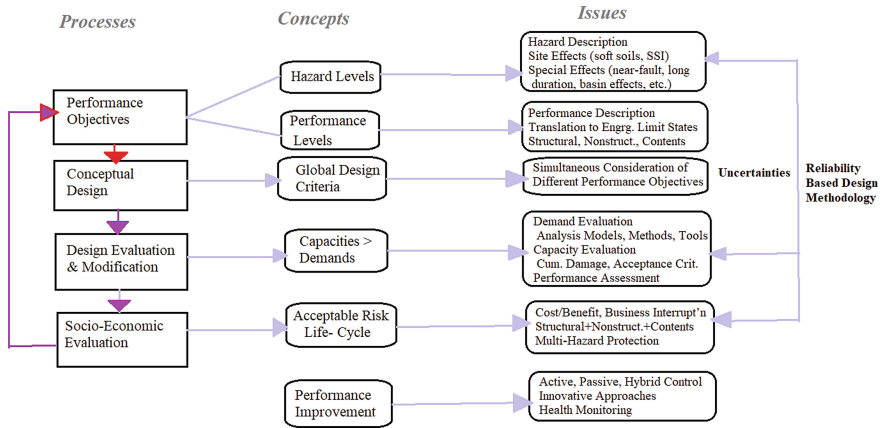 Processes
Concepts
Issues
Performance
Objectives
Conceptual
Design
Design Evaluation
& Modification
Socio-Economic
Evaluation
Hazard Levels
Performance
Levels
Global Design
Criteria
Capacities >
Demands
Acceptable Risk
Life- Cycle
Performance
Improvement
Hazard Description
Site Effects (soft soils, SSI)
Special Effects (near-fault, long
duration, basin effects, etc.)
Performance Description
Translation to Engrg. Limit States
Structural, Nonstruct., Contents
Simultaneous Consideration of
Different Performance Objectives
Demand Evaluation
Analysis Models, Methods, Tools
Capacity Evaluation
Cum. Damage, Acceptance Crit.
Performance Assessment
Cost/Benefit, Business Interrupt'n
Structural+Nonstruct.+Contents
Multi-Hazard Protection
Active, Passive, Hybrid Control
Innovative Approaches
Health Monitoring
Uncertainties
Reliability
Based Design
Methodology